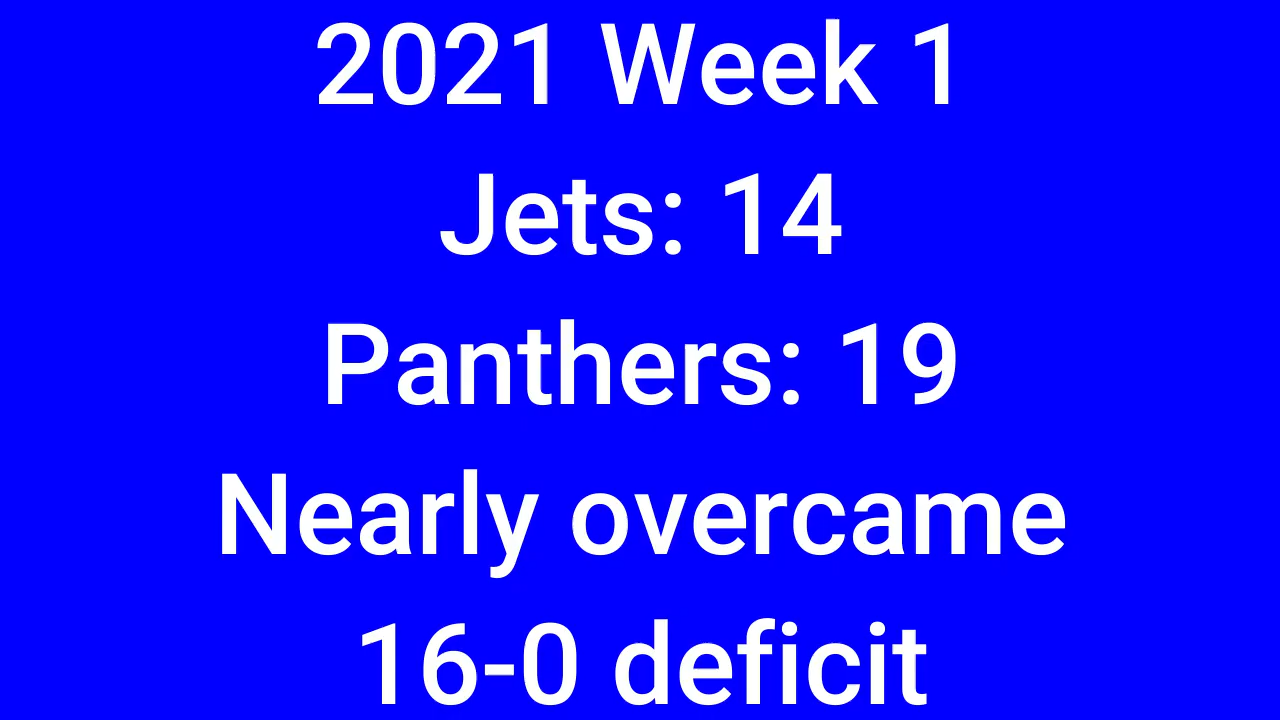 2021 Week 1
Jets: 14
Panthers: 19
Nearly overcame
16-0 deficit